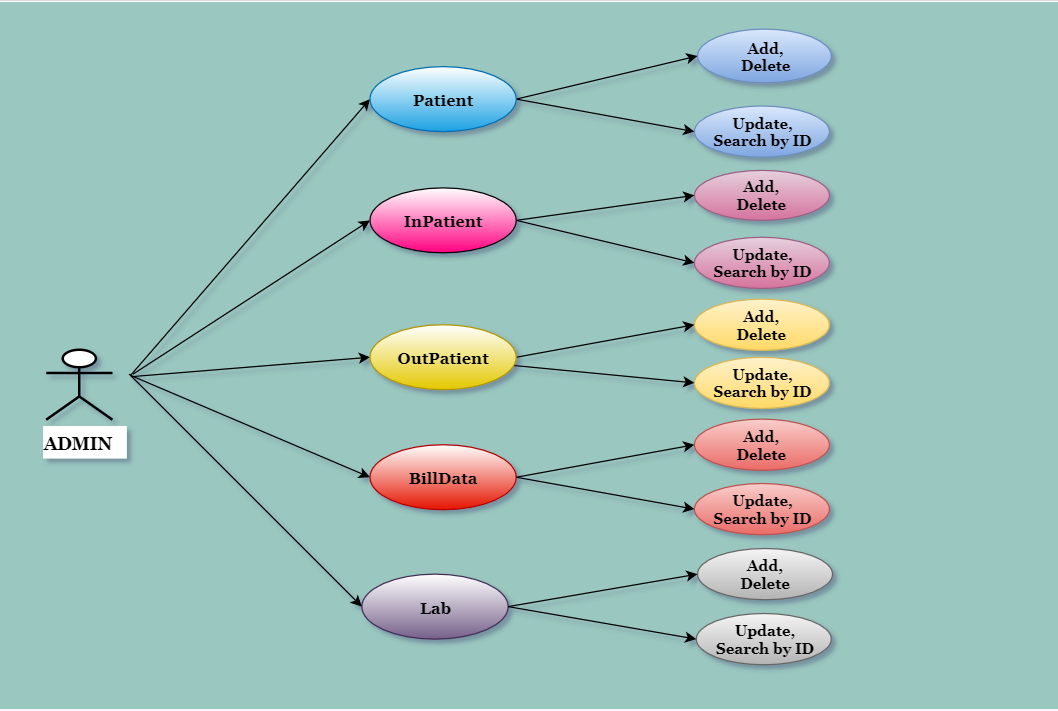 Add,
Delete
Patient
Update,
Search by ID
Add,
Delete
InPatient
Update,
Search by ID
Add,
Delete
OutPatient
Update,
Search by ID
ADMIN
Add,
Delete
BillData
Update,
Search by ID
Add,
Delete
Lab
Update,
Search by ID